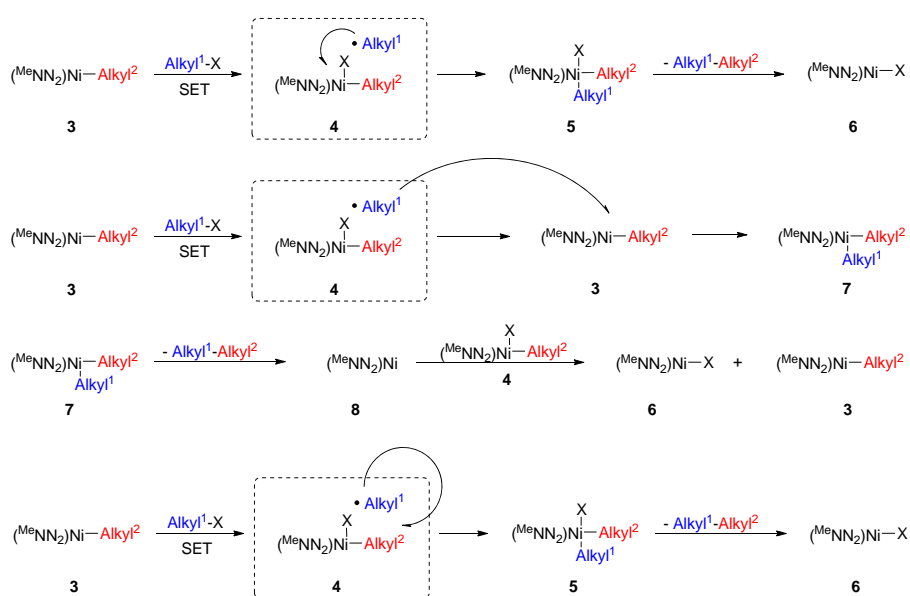 (MeNN2)Ni—Alkyl2 Alkyl1-X SET X • Alkyl1 (MeNN2)Ni—Alkyl2 X (MeNN2)Ni—Alkyl2 Alkyl1 - Alkyl1-Alkyl2 (MeNN2)Ni—X
3 4 5 6
(MeNN2)Ni—Alkyl2 Alkyl1-X SET X • Alkyl1 (MeNN2)Ni—Alkyl2 (MeNN2)Ni—Alkyl2 (MeNN2)Ni—Alkyl2 Alkyl1
3 4 3 7
(MeNN2)Ni—Alkyl2 Alkyl1 - Alkyl1-Alkyl2 (MeNN2)Ni X (MeNN2)Ni—Alkyl2 4 (MeNN2)Ni—X + (MeNN2)Ni—Alkyl2
7 8 6 3
(MeNN2)Ni—Alkyl2 Alkyl1-X SET X • Alkyl1 (MeNN2)Ni—Alkyl2 X (MeNN2)Ni—Alkyl2 Alkyl1 - Alkyl1-Alkyl2 (MeNN2)Ni—X
3 4 5 6